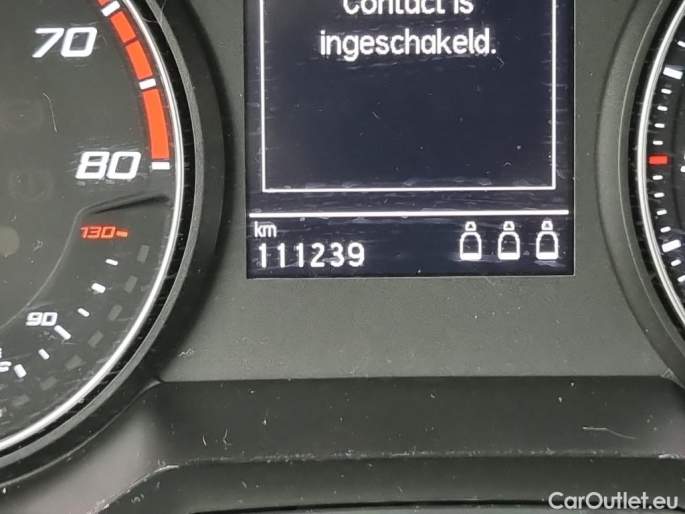 Contact is
ingeschakeld.
70
80
130
90
km
111239
CarOutlet.eu